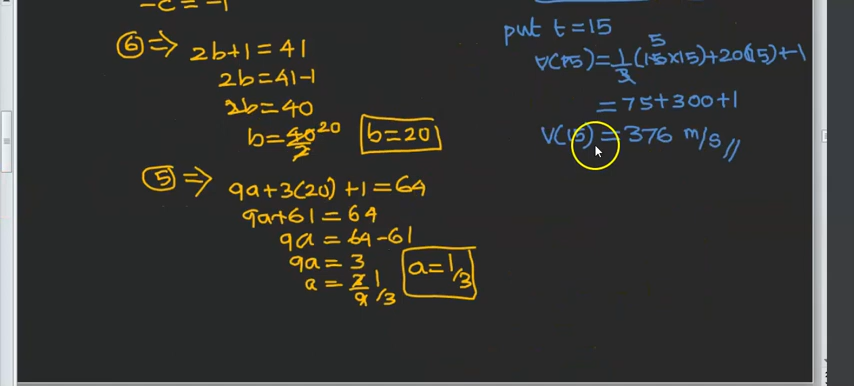 -c = -1
⑥ ⇒ 2b+1 = 41
2b = 41-1
2b = 40
b = 40/2 20 b=20
⑤ ⇒ 9a+3(20)+1 = 64
9a+61 = 64
9a = 64-61
9a = 3
a = 3/9 1/3 a=1/3
put t=15
v(15) = 1/3 (15×15)+20(15)+1
5
= 75+300+1
v(15) = 376 m/s //